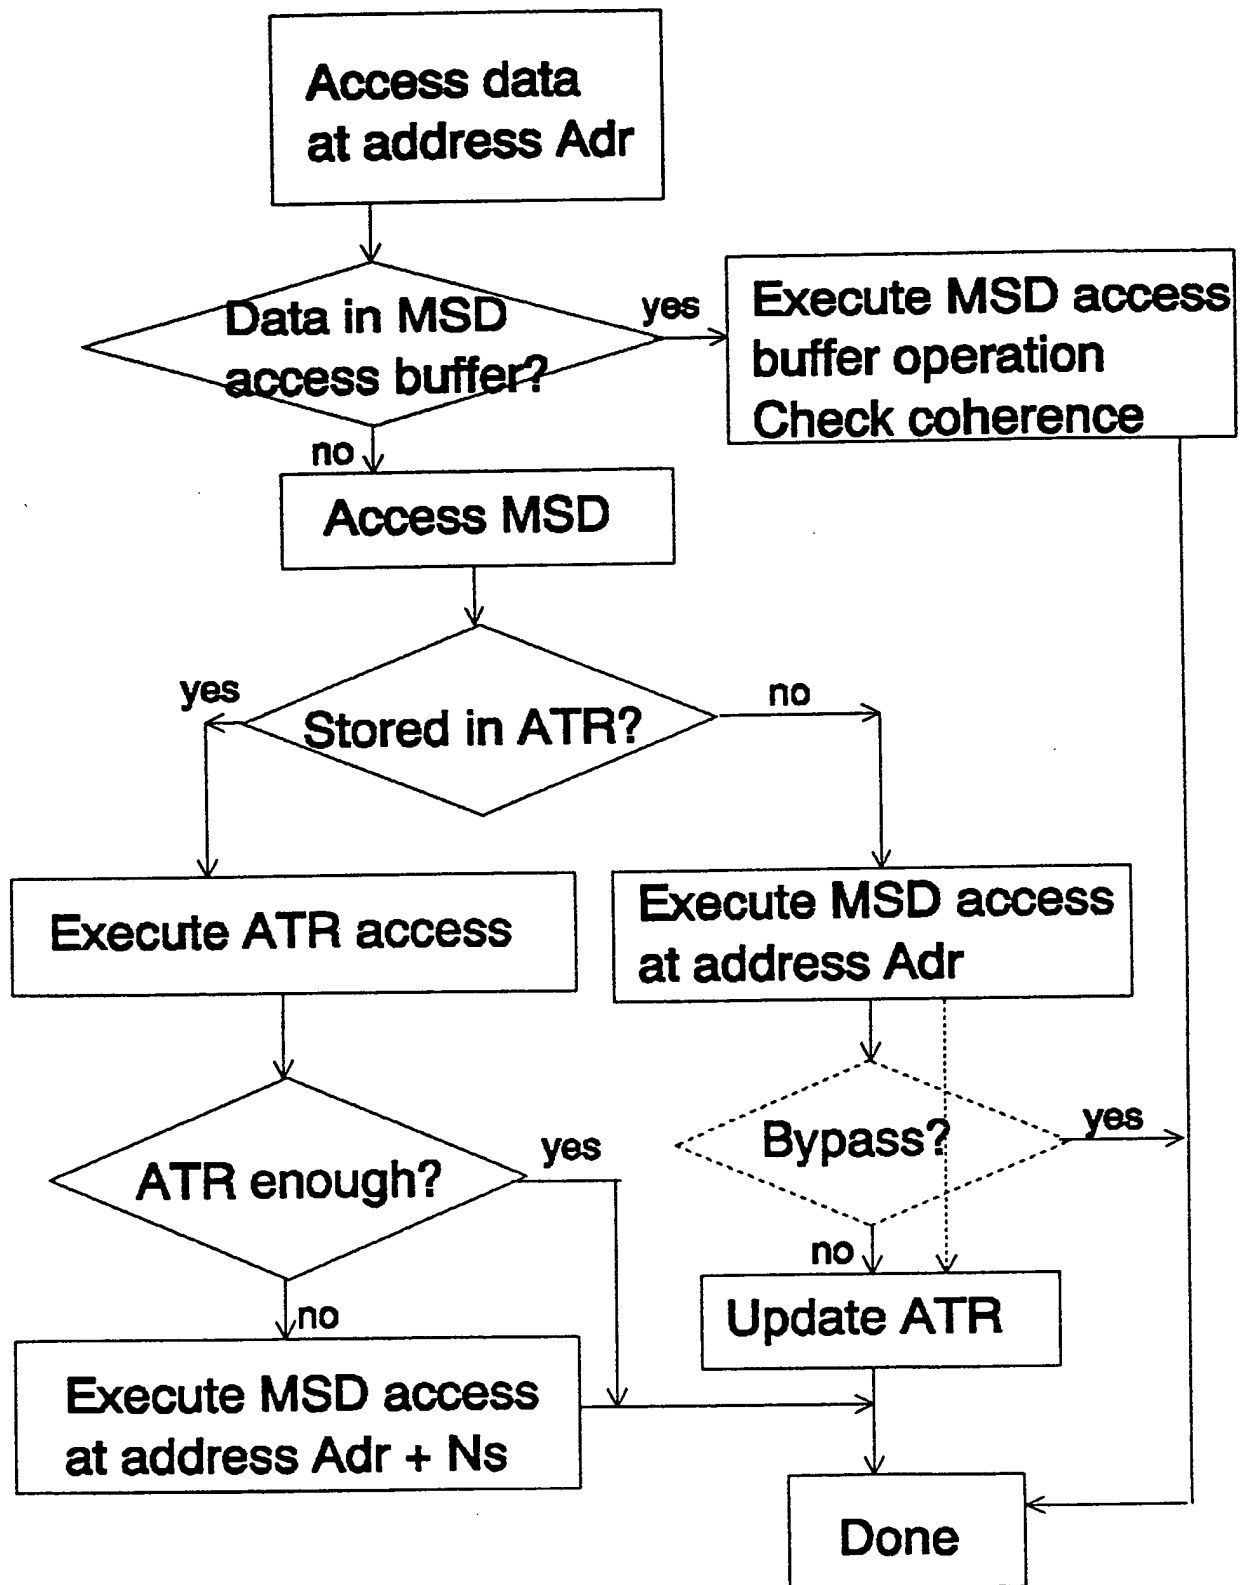 Access data
at address Adr
Data in MSD
access buffer?
yes
Execute MSD access
buffer operation
Check coherence
no
Access MSD
yes
no
Stored in ATR?
Execute ATR access
Execute MSD access
at address Adr
ATR enough?
yes
Bypass?
yes
no
no
Update ATR
Execute MSD access
at address Adr + Ns
Done